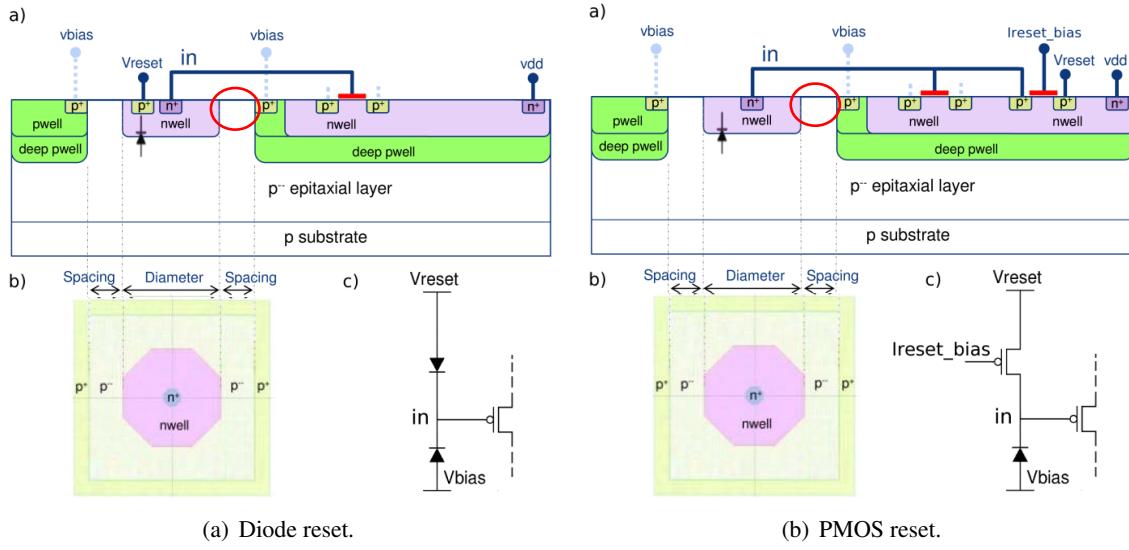 a)
vbias
vbias
Vreset
in
vdd
p⁺
p⁺
n⁺
p⁺
p⁺
p⁺
n⁺
pwell
nwell
nwell
deep pwell
deep pwell
p⁻⁻ epitaxial layer
p substrate
b)
Spacing
Diameter
Spacing
p⁺
p⁻⁻
n⁺
nwell
p⁻⁻
p⁺
c)
Vreset
in
Vbias
(a) Diode reset.
a)
vbias
vbias
Ireset_bias
in
Vreset
vdd
p⁺
n⁺
p⁺
p⁺
p⁺
p⁺
p⁺
n⁺
pwell
nwell
nwell
nwell
deep pwell
deep pwell
p⁻⁻ epitaxial layer
p substrate
b)
Spacing
Diameter
Spacing
p⁺
p⁻⁻
n⁺
nwell
p⁻⁻
p⁺
c)
Vreset
Ireset_bias
in
Vbias
(b) PMOS reset.